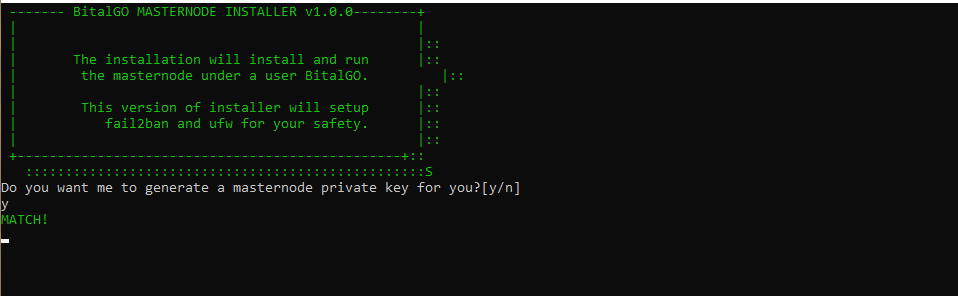 ------- BitalGO MASTERNODE INSTALLER v1.0.0--------+
|                                                  |
|                                                  |::
|       The installation will install and run      |::
|        the masternode under a user BitalGO.         |::
|                                                  |::
|        This version of installer will setup      |::
|           fail2ban and ufw for your safety.      |::
|                                                  |::
+------------------------------------------------+::
::::::::::::::::::::::::::::::::::::::::::::::::::S
Do you want me to generate a masternode private key for you?[y/n]
y
MATCH!